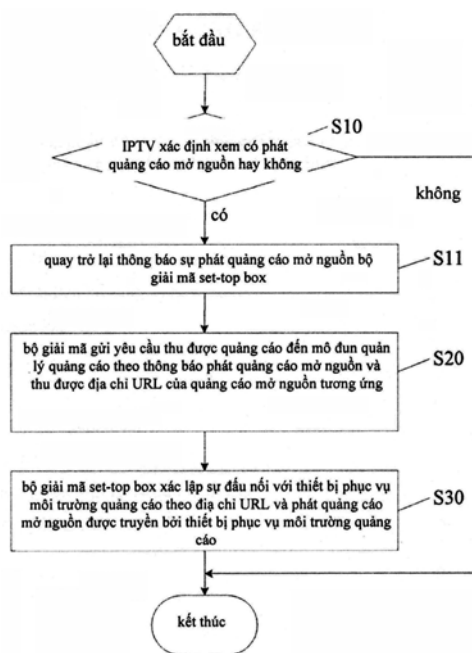 bắt đầu
S10
IPTV xác định xem có phát
quảng cáo mở nguồn hay không
không
có
quay trở lại thông báo sự phát quảng cáo mở nguồn bộ
giải mã set-top box
S11
bộ giải mã gửi yêu cầu thu được quảng cáo đến mô đun quản
lý quảng cáo theo thông báo phát quảng cáo mở nguồn và
thu được địa chỉ URL của quảng cáo mở nguồn tương ứng
S20
bộ giải mã set-top box xác lập sự đấu nối với thiết bị phục vụ
môi trường quảng cáo theo điạ chỉ URL và phát quảng cáo
mở nguồn được truyền bởi thiết bị phục vụ môi trường quảng
cáo
S30
kết thúc